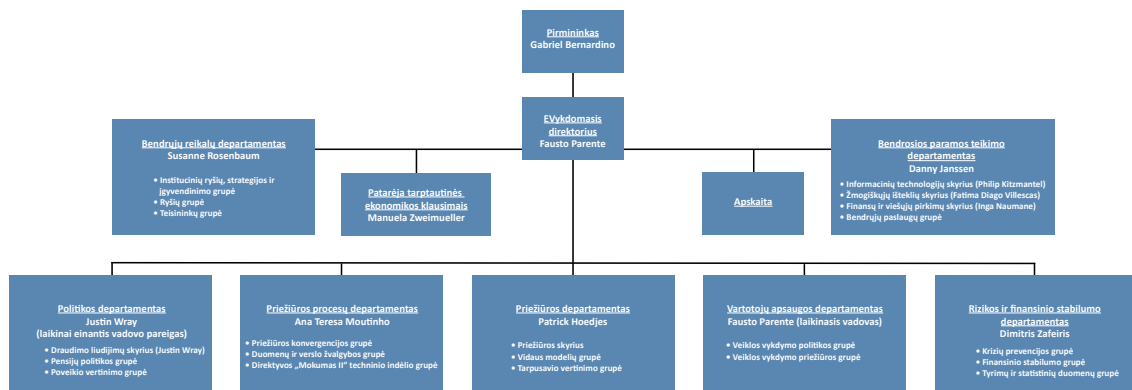 Pirmininkas
Gabriel Bernardino
EVykdomasis
direktorius
Fausto Parente
Bendrųjų reikalų departamentas
Susanne Rosenbaum
• Institucinių ryšių, strategijos ir
įgyvendinimo grupė
• Ryšių grupė
• Teisininkų grupė
Patarėja tarptautinės
ekonomikos klausimais
Manuela Zweimueller
Apskaita
Bendrosios paramos teikimo
departamentas
Danny Janssen
• Informacinių technologijų skyrius (Philip Kitzmantel)
• Žmogiškųjų išteklių skyrius (Fatima Diago Villescas)
• Finansų ir viešųjų pirkimų skyrius (Inga Naumane)
• Bendrųjų paslaugų grupė
Politikos departamentas
Justin Wray
(laikinai einantis vadovo pareigas)
• Draudimo liudijimų skyrius (Justin Wray)
• Pensijų politikos grupė
• Poveikio vertinimo grupė
Priežiūros procesų departamentas
Ana Teresa Moutinho
• Priežiūros konvergencijos grupė
• Duomenų ir verslo žvalgybos grupė
• Direktyvos „Mokumas II“ techninio indėlio grupė
Priežiūros departamentas
Patrick Hoedjes
• Priežiūros skyrius
• Vidaus modelių grupė
• Tarpusavio vertinimo grupė
Vartotojų apsaugos departamentas
Fausto Parente (laikinasis vadovas)
• Veiklos vykdymo politikos grupė
• Veiklos vykdymo priežiūros grupė
Rizikos ir finansinio stabilumo
departamentas
Dimitris Zafeiris
• Krizių prevencijos grupė
• Finansinio stabilumo grupė
• Tyrimų ir statistinių duomenų grupė